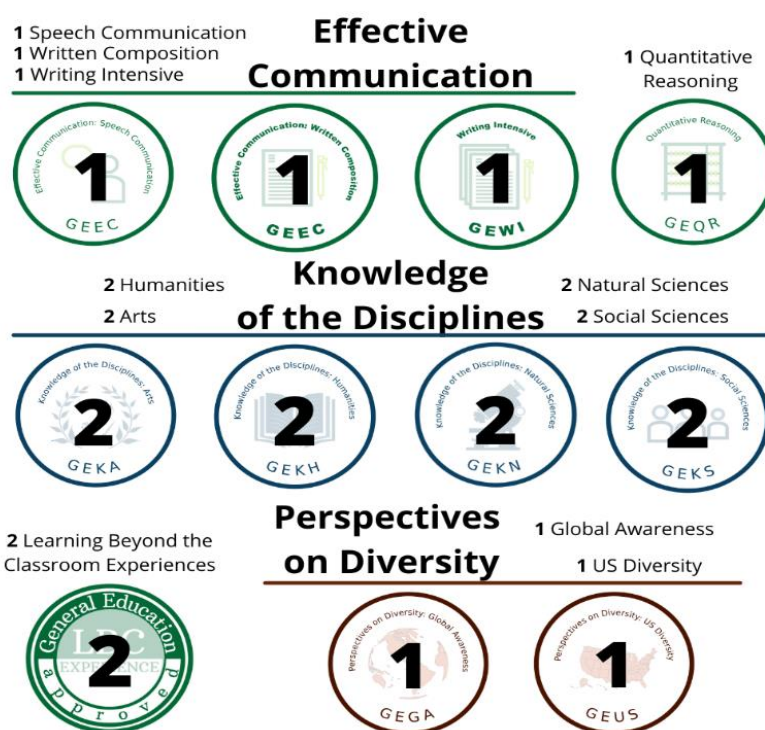 1 Speech Communication
1 Written Composition
1 Writing Intensive
Effective
Communication
1 Quantitative
Reasoning
Effective Communication: Speech Communication
1
GEEC
Effective Communication: Written Composition
1
GEEC
Writing Intensive
1
GEWI
Quantitative Reasoning
1
GEQR
2 Humanities
2 Arts
Knowledge
of the Disciplines
2 Natural Sciences
2 Social Sciences
Knowledge of the Disciplines: Arts
2
GEKA
Knowledge of the Disciplines: Humanities
2
GEKH
Knowledge of the Disciplines: Natural Sciences
2
GEKN
Knowledge of the Disciplines: Social Sciences
2
GEKS
2 Learning Beyond the
Classroom Experiences
Perspectives
on Diversity
1 Global Awareness
1 US Diversity
General Education
LBC
EXPERIENCE
2
approved
Perspectives on Diversity: Global Awareness
1
GEGA
Perspectives on Diversity: US Diversity
1
GEUS